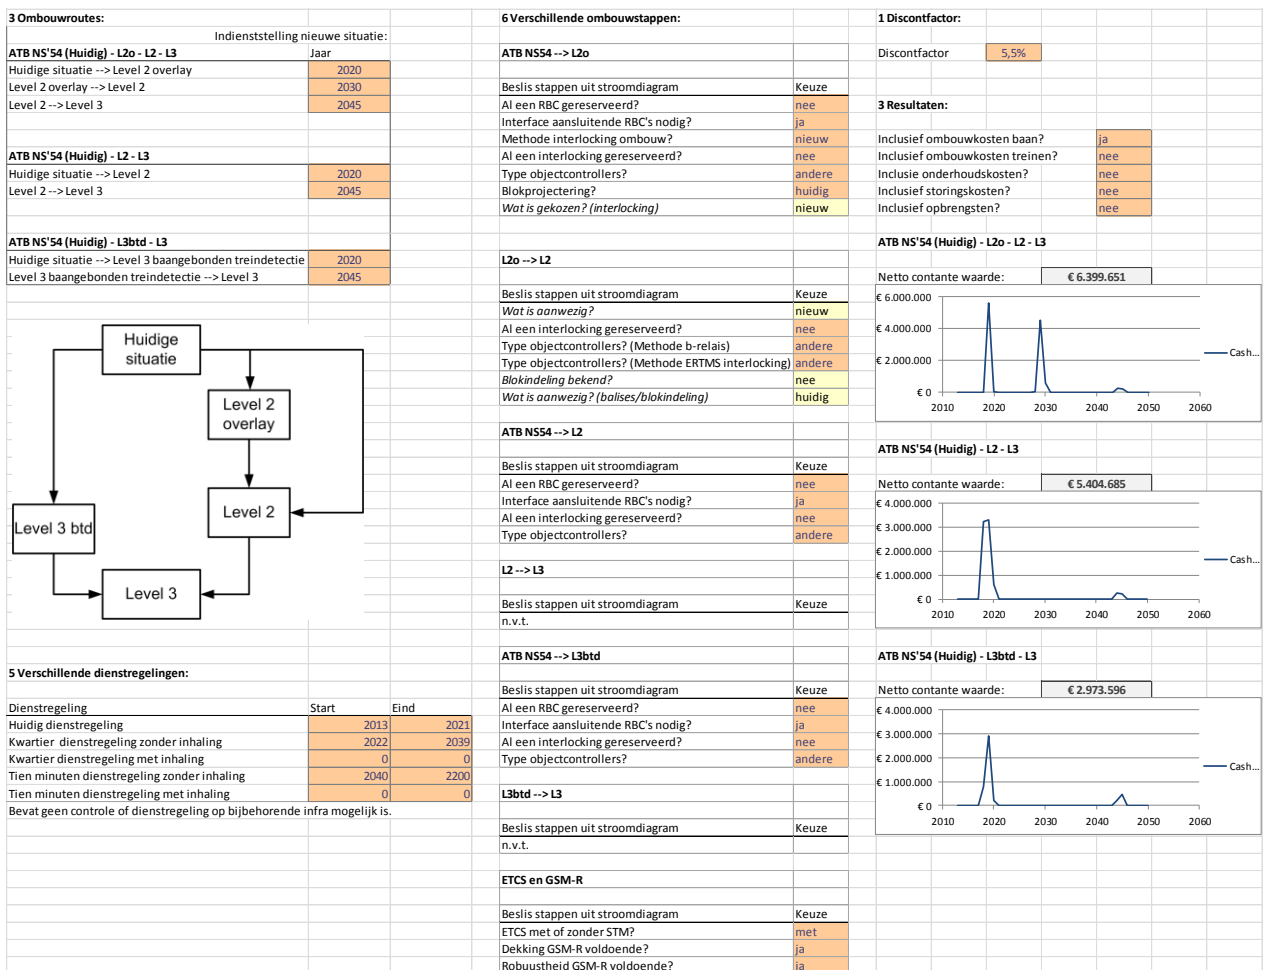 3 Ombouwroutes:
Indienststelling nieuwe situatie:
ATB NS'54 (Huidig) - L2o - L2 - L3 Jaar
Huidige situatie --> Level 2 overlay 2020
Level 2 overlay --> Level 2 2030
Level 2 --> Level 3 2045
ATB NS'54 (Huidig) - L2 - L3
Huidige situatie --> Level 2 2020
Level 2 --> Level 3 2045
ATB NS'54 (Huidig) - L3btd - L3
Huidige situatie --> Level 3 baangebonden treindetectie 2020
Level 3 baangebonden treindetectie --> Level 3 2045
Huidige
situatie
Level 2
overlay
Level 2
Level 3 btd
Level 3
5 Verschillende dienstregelingen:
Dienstregeling Start Eind
Huidig dienstregeling 2013 2021
Kwartier dienstregeling zonder inhaling 2022 2039
Kwartier dienstregeling met inhaling 0 0
Tien minuten dienstregeling zonder inhaling 2040 2200
Tien minuten dienstregeling met inhaling 0 0
Bevat geen controle of dienstregeling op bijbehorende infra mogelijk is.
6 Verschillende ombouwstappen:
ATB NS54 --> L2o
Beslis stappen uit stroomdiagram Keuze
Al een RBC gereserveerd? nee
Interface aansluitende RBC's nodig? ja
Methode interlocking ombouw? nieuw
Al een interlocking gereserveerd? nee
Type objectcontrollers? andere
Blokprojectering? huidig
Wat is gekozen? (interlocking) nieuw
L2o --> L2
Beslis stappen uit stroomdiagram Keuze
Wat is aanwezig? nieuw
Al een interlocking gereserveerd? nee
Type objectcontrollers? (Methode b-relais) andere
Type objectcontrollers? (Methode ERTMS interlocking) andere
Blokindeling bekend? nee
Wat is aanwezig? (balises/blokindeling) huidig
ATB NS54 --> L2
Beslis stappen uit stroomdiagram Keuze
Al een RBC gereserveerd? nee
Interface aansluitende RBC's nodig? ja
Al een interlocking gereserveerd? nee
Type objectcontrollers? andere
L2 --> L3
Beslis stappen uit stroomdiagram Keuze
n.v.t.
ATB NS54 --> L3btd
Beslis stappen uit stroomdiagram Keuze
Al een RBC gereserveerd? nee
Interface aansluitende RBC's nodig? ja
Al een interlocking gereserveerd? nee
Type objectcontrollers? andere
L3btd --> L3
Beslis stappen uit stroomdiagram Keuze
n.v.t.
ETCS en GSM-R
Beslis stappen uit stroomdiagram Keuze
ETCS met of zonder STM? met
Dekking GSM-R voldoende? ja
Robuustheid GSM-R voldoende? ja
1 Discontfactor:
Discontfactor 5,5%
3 Resultaten:
Inclusief ombouwkosten baan? ja
Inclusief ombouwkosten treinen? nee
Inclusie onderhoudskosten? nee
Inclusief storingskosten? nee
Inclusief opbrengsten? nee
ATB NS'54 (Huidig) - L2o - L2 - L3
Netto contante waarde: € 6.399.651
€ 6.000.000
€ 4.000.000
€ 2.000.000
€ 0
2010 2020 2030 2040 2050 2060
Cash...
ATB NS'54 (Huidig) - L2 - L3
Netto contante waarde: € 5.404.685
€ 4.000.000
€ 3.000.000
€ 2.000.000
€ 1.000.000
€ 0
2010 2020 2030 2040 2050 2060
Cash...
ATB NS'54 (Huidig) - L3btd - L3
Netto contante waarde: € 2.973.596
€ 4.000.000
€ 3.000.000
€ 2.000.000
€ 1.000.000
€ 0
2010 2020 2030 2040 2050 2060
Cash...